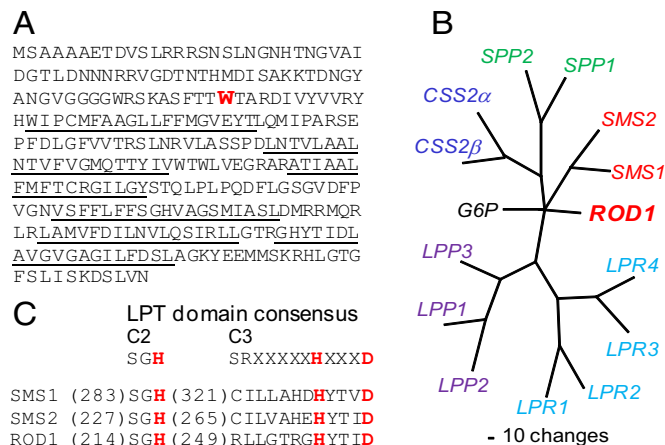 A
MSAAAAETDVSLRRRSNSLNGNHTNGVAI
DGTLDNNNRRVGDTNTHMDISAKKTDNGY
ANGVGGGGWRSKASFTTWTARDIVYVVRY
HWIPCMFAAGLLFFMGVEYTLQMIPARSE
PFDLGFVVTRSLNRVLASSPDLNTVLAAL
NTVFVGMQTTYIVWTWLVEGRARATIAAL
FMFTCRGILGYSTQLPLPQDFLGSGVDFP
VGNVSFFLFFSGHVAGSMIASLDMRRMQR
LRLAMVFDILNVLQSIRLLGTRGHYTIDL
AVGVGAGILFDSLAGKYEEMMSKRHLGTG
FSLISKDSLVN
B
SPP2
SPP1
CSS2α
CSS2β
SMS2
SMS1
G6P
ROD1
LPP3
LPP1
LPP2
LPR4
LPR3
LPR2
LPR1
- 10 changes
C
LPT domain consensus
C2 C3
SGH SRXXXXXHXXXD
SMS1 (283) SGH (321) CILLAHDHYTVD
SMS2 (227) SGH (265) CILVAHEHYTID
ROD1 (214) SGH (249) RLLGTRGHYTID